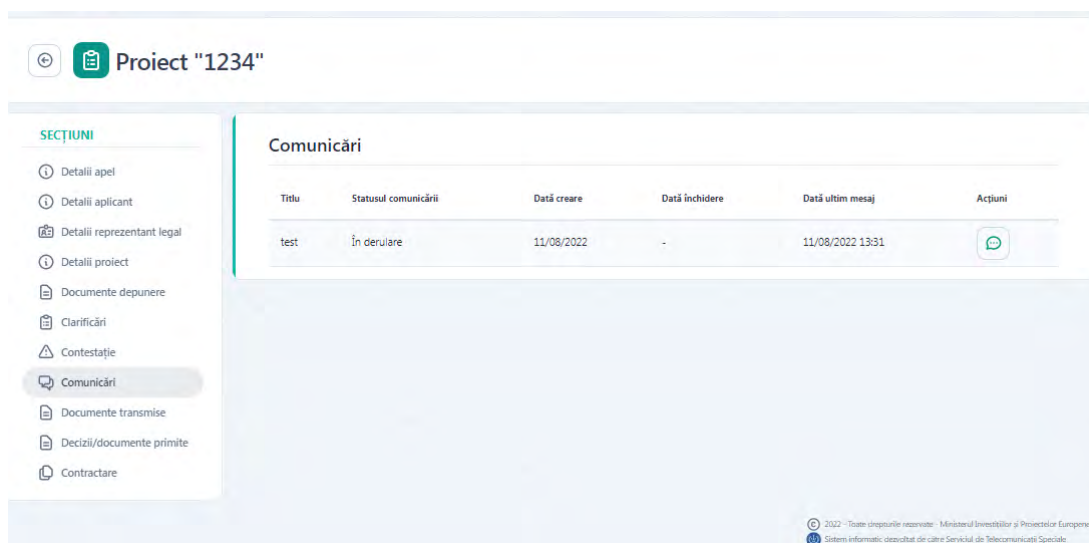 Proiect "1234"
SECȚIUNI
Detalii apel
Detalii aplicant
Detalii reprezentant legal
Detalii proiect
Documente depunere
Clarificări
Contestație
Comunicări
Documente transmise
Decizii/documente primite
Contractare
Comunicări
Titlu Statusul comunicării Dată creare Dată închidere Dată ultim mesaj Acțiuni
test În derulare 11/08/2022 - 11/08/2022 13:31
© 2022 - Toate drepturile rezervate - Ministerul Investițiilor și Proiectelor Europene
Sistem informatic dezvoltat de către Serviciul de Telecomunicații Speciale